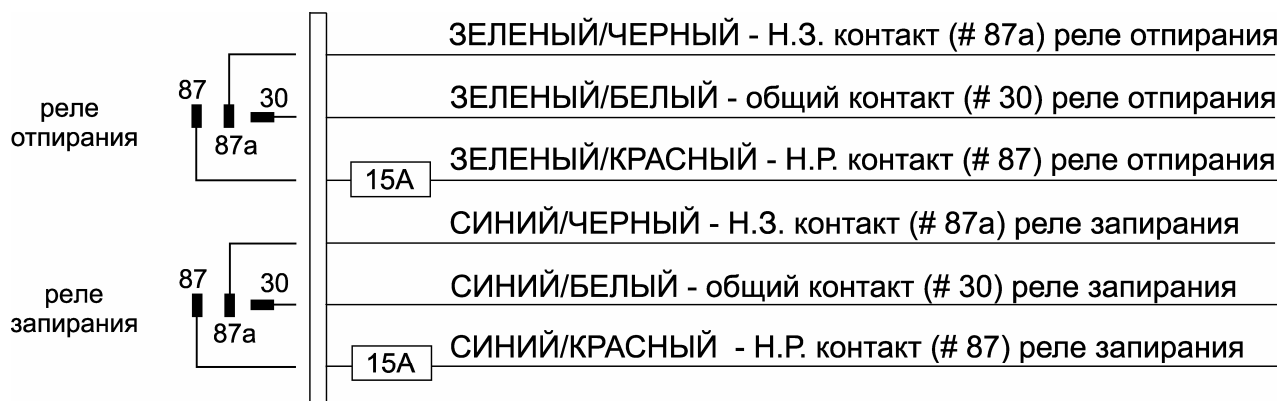 ЗЕЛЕНЫЙ/ЧЕРНЫЙ - Н.З. контакт (# 87а) реле отпирания
87
30
ЗЕЛЕНЫЙ/БЕЛЫЙ - общий контакт (# 30) реле отпирания
реле
отпирания
87а
ЗЕЛЕНЫЙ/КРАСНЫЙ - Н.Р. контакт (# 87) реле отпирания
15А
СИНИЙ/ЧЕРНЫЙ - Н.З. контакт (# 87а) реле запирания
87
30
СИНИЙ/БЕЛЫЙ - общий контакт (# 30) реле запирания
реле
запирания
87а
СИНИЙ/КРАСНЫЙ - Н.Р. контакт (# 87) реле запирания
15А